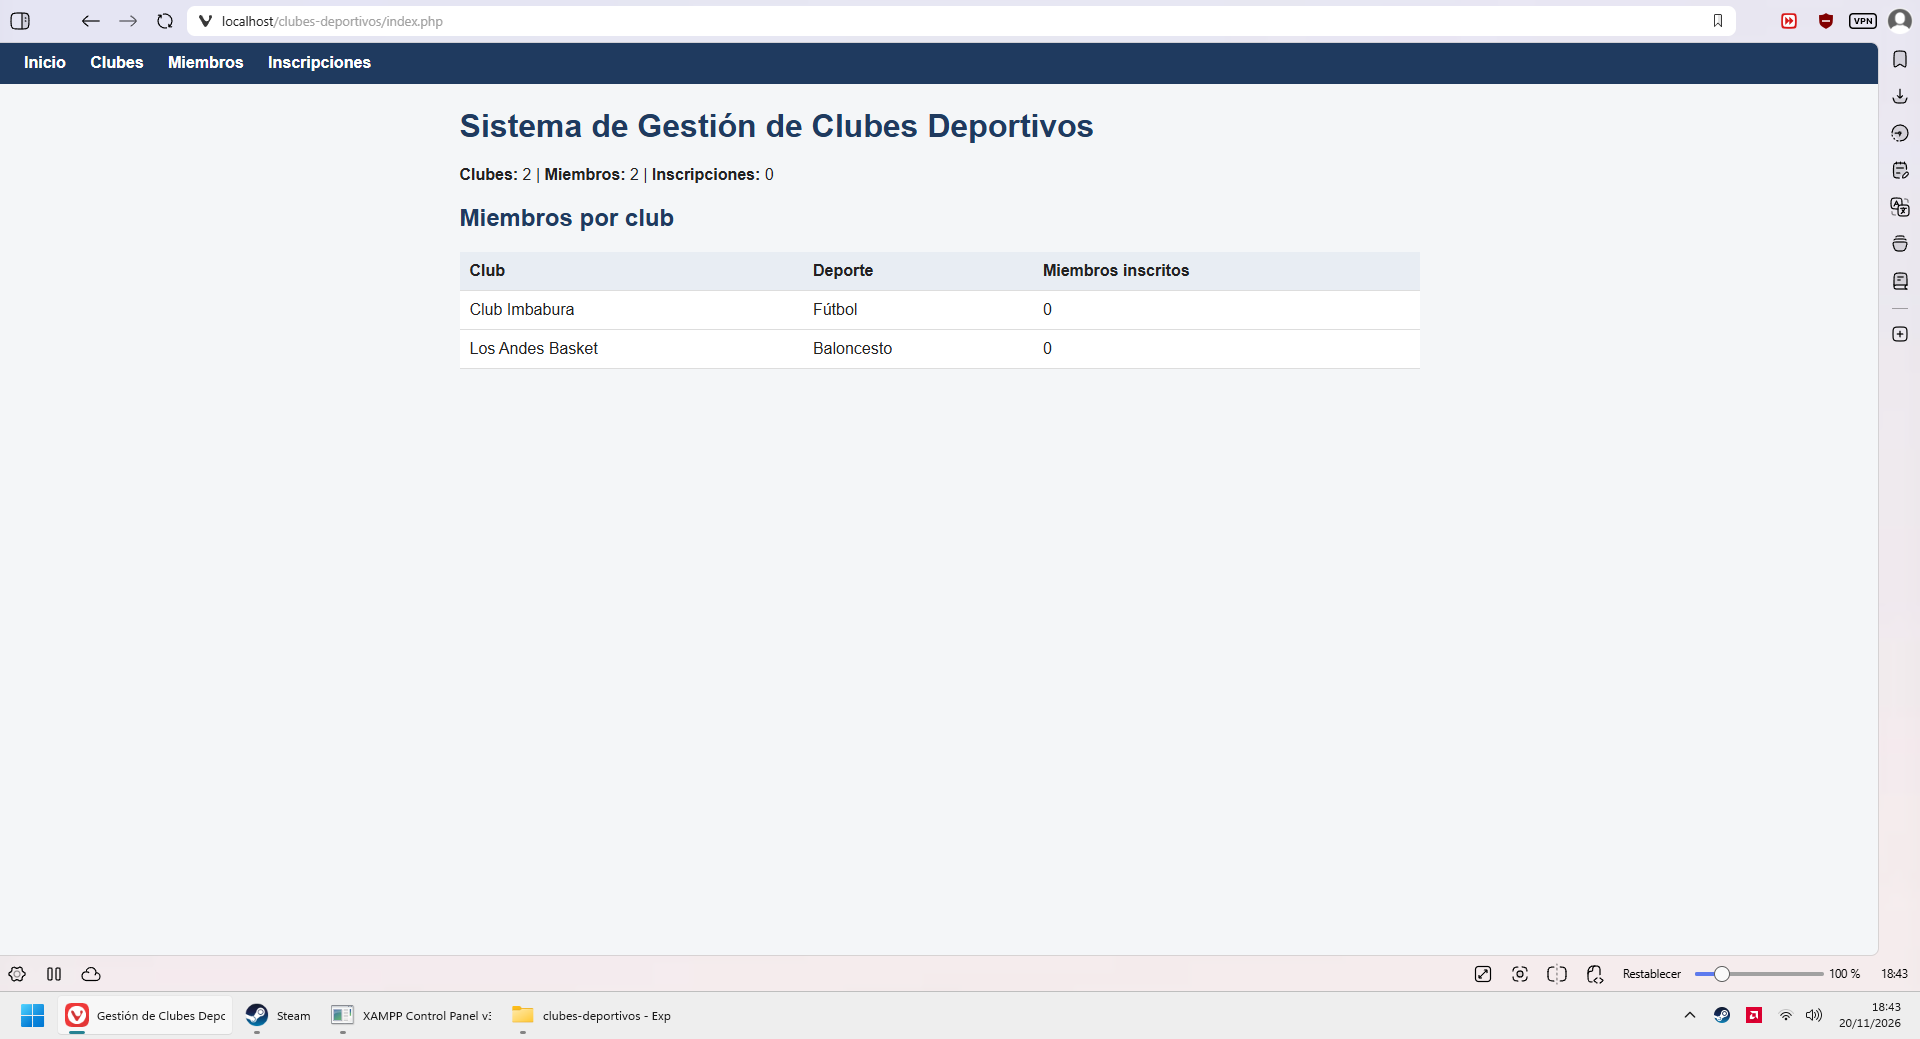 localhost/clubes-deportivos/index.php
VPN
Inicio Clubes Miembros Inscripciones
Sistema de Gestión de Clubes Deportivos
Clubes: 2 | Miembros: 2 | Inscripciones: 0
Miembros por club
Club Deporte Miembros inscritos
Club Imbabura Fútbol 0
Los Andes Basket Baloncesto 0
Restablecer 100 % 18:43
Gestión de Clubes Depc Steam XAMPP Control Panel v3 clubes-deportivos - Exp 18:43
20/11/2026